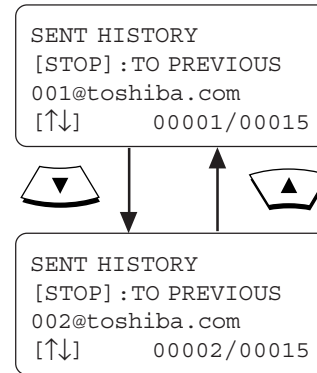 SENT HISTORY
[STOP]:TO PREVIOUS
001@toshiba.com
[↑↓] 00001/00015
SENT HISTORY
[STOP]:TO PREVIOUS
002@toshiba.com
[↑↓] 00002/00015